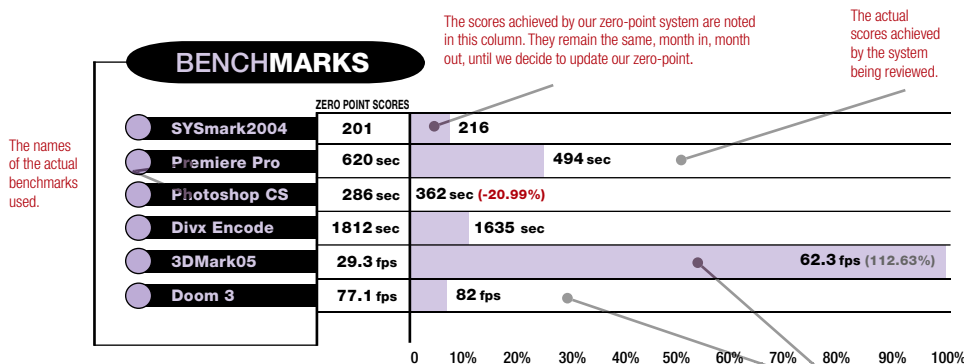 The scores achieved by our zero-point system are noted
in this column. They remain the same, month in, month
out, until we decide to update our zero-point.
The actual
scores achieved
by the system
being reviewed.
BENCHMARKS
ZERO POINT SCORES
The names
of the actual
benchmarks
used.
SYSmark2004 201 216
Premiere Pro 620 sec 494 sec
Photoshop CS 286 sec 362 sec (-20.99%)
Divx Encode 1812 sec 1635 sec
3DMark05 29.3 fps 62.3 fps (112.63%)
Doom 3 77.1 fps 82 fps
0 10% 20% 30% 40% 50% 60% 70% 80% 90% 100%